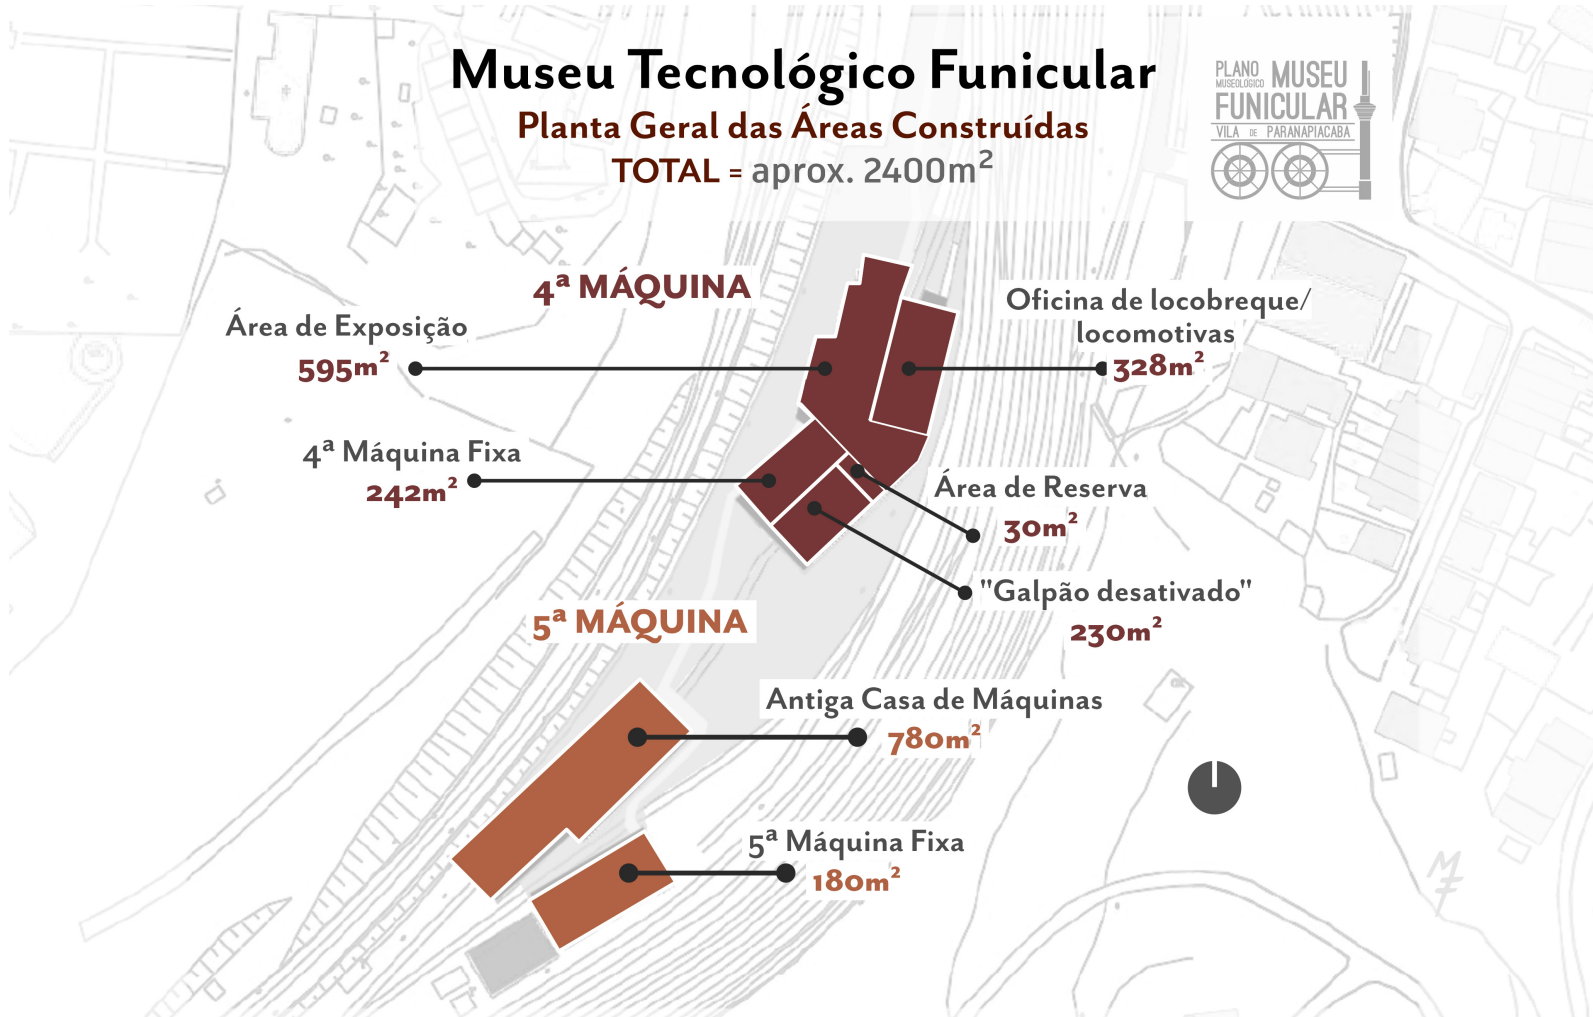 Museu Tecnológico Funicular
Planta Geral das Áreas Construídas
TOTAL = aprox. 2400m²
PLANO MUSEOLÓGICO MUSEU
FUNICULAR
VILA DE PARANAPIACABA
4ª MÁQUINA
Área de Exposição
595m²
Oficina de locobreque/
locomotivas
328m²
4ª Máquina Fixa
242m²
Área de Reserva
30m²
"Galpão desativado"
230m²
5ª MÁQUINA
Antiga Casa de Máquinas
780m²
5ª Máquina Fixa
180m²